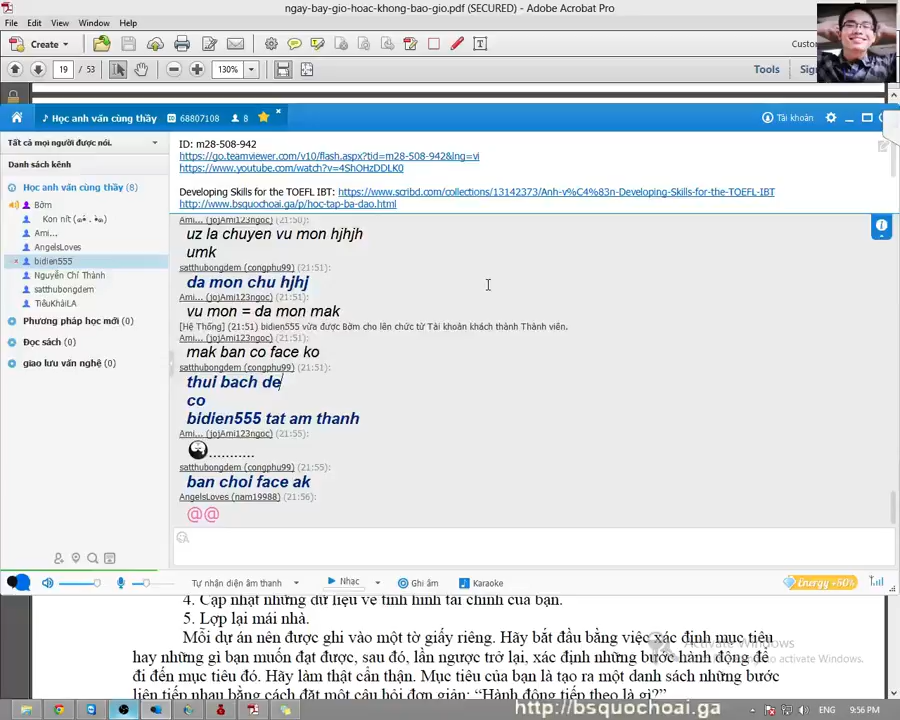 ngay-bay-gio-hoac-khong-bao-gio.pdf (SECURED) - Adobe Acrobat Pro
File Edit View Window Help
Create
19 / 53 130% Tools
Học anh văn cùng thầy 68807108 8 Tài khoản
Tất cả mọi người được nói.
Danh sách kênh
Học anh văn cùng thầy (8)
Bờm
Kon nít
Ami...
AngelsLoves
bidien555
Nguyễn Chí Thành
satthubongdem
TiêuKhảiLA
Phương pháp học mới (0)
Đọc sách (0)
giao lưu văn nghệ (0)
ID: m28-508-942
https://go.teamviewer.com/v10/flash.aspx?tid=m28-508-942&lng=vi
https://www.youtube.com/watch?v=4ShOHzDDLK0
Developing Skills for the TOEFL IBT: https://www.scribd.com/collections/13142373/Anh-v%C4%83n-Developing-Skills-for-the-TOEFL-IBT
http://www.bsquochoai.ga/p/hoc-tap-ba-dao.html
Ami... (jojAmi123ngoc) (21:50):
uz la chuyen vu mon hjhjh
umk
satthubongdem (congphu99) (21:51):
da mon chu hjhj
Ami... (jojAmi123ngoc) (21:51):
vu mon = da mon mak
[Hệ Thống] (21:51) bidien555 vừa được Bờm cho lên chức từ Tài khoản khách thành Thành viên.
Ami... (jojAmi123ngoc) (21:51):
mak ban co face ko
satthubongdem (congphu99) (21:51):
thui bach de
co
bidien555 tat am thanh
Ami... (jojAmi123ngoc) (21:55):
...........
satthubongdem (congphu99) (21:55):
ban choi face ak
AngelsLoves (nam19988) (21:56):
@@
Tự nhận diện âm thanh Nhạc Ghi âm Karaoke Energy +50%
4. Cập nhật những dữ liệu về tình hình tài chính của bạn.
5. Lợp lại mái nhà.
Mỗi dự án nên được ghi vào một tờ giấy riêng. Hãy bắt đầu bằng việc xác định mục tiêu
hay những gì bạn muốn đạt được, sau đó, lần ngược trở lại, xác định những bước hành động để
đi đến mục tiêu đó. Hãy làm thật cẩn thận. Mục tiêu của bạn là tạo ra một danh sách những bước
liên tiếp nhau bằng cách đặt một câu hỏi đơn giản: “Hành động tiếp theo là gì?”
Activate Windows
to activate Windows.
http://bsquochoai.ga
ENG 9:56 PM